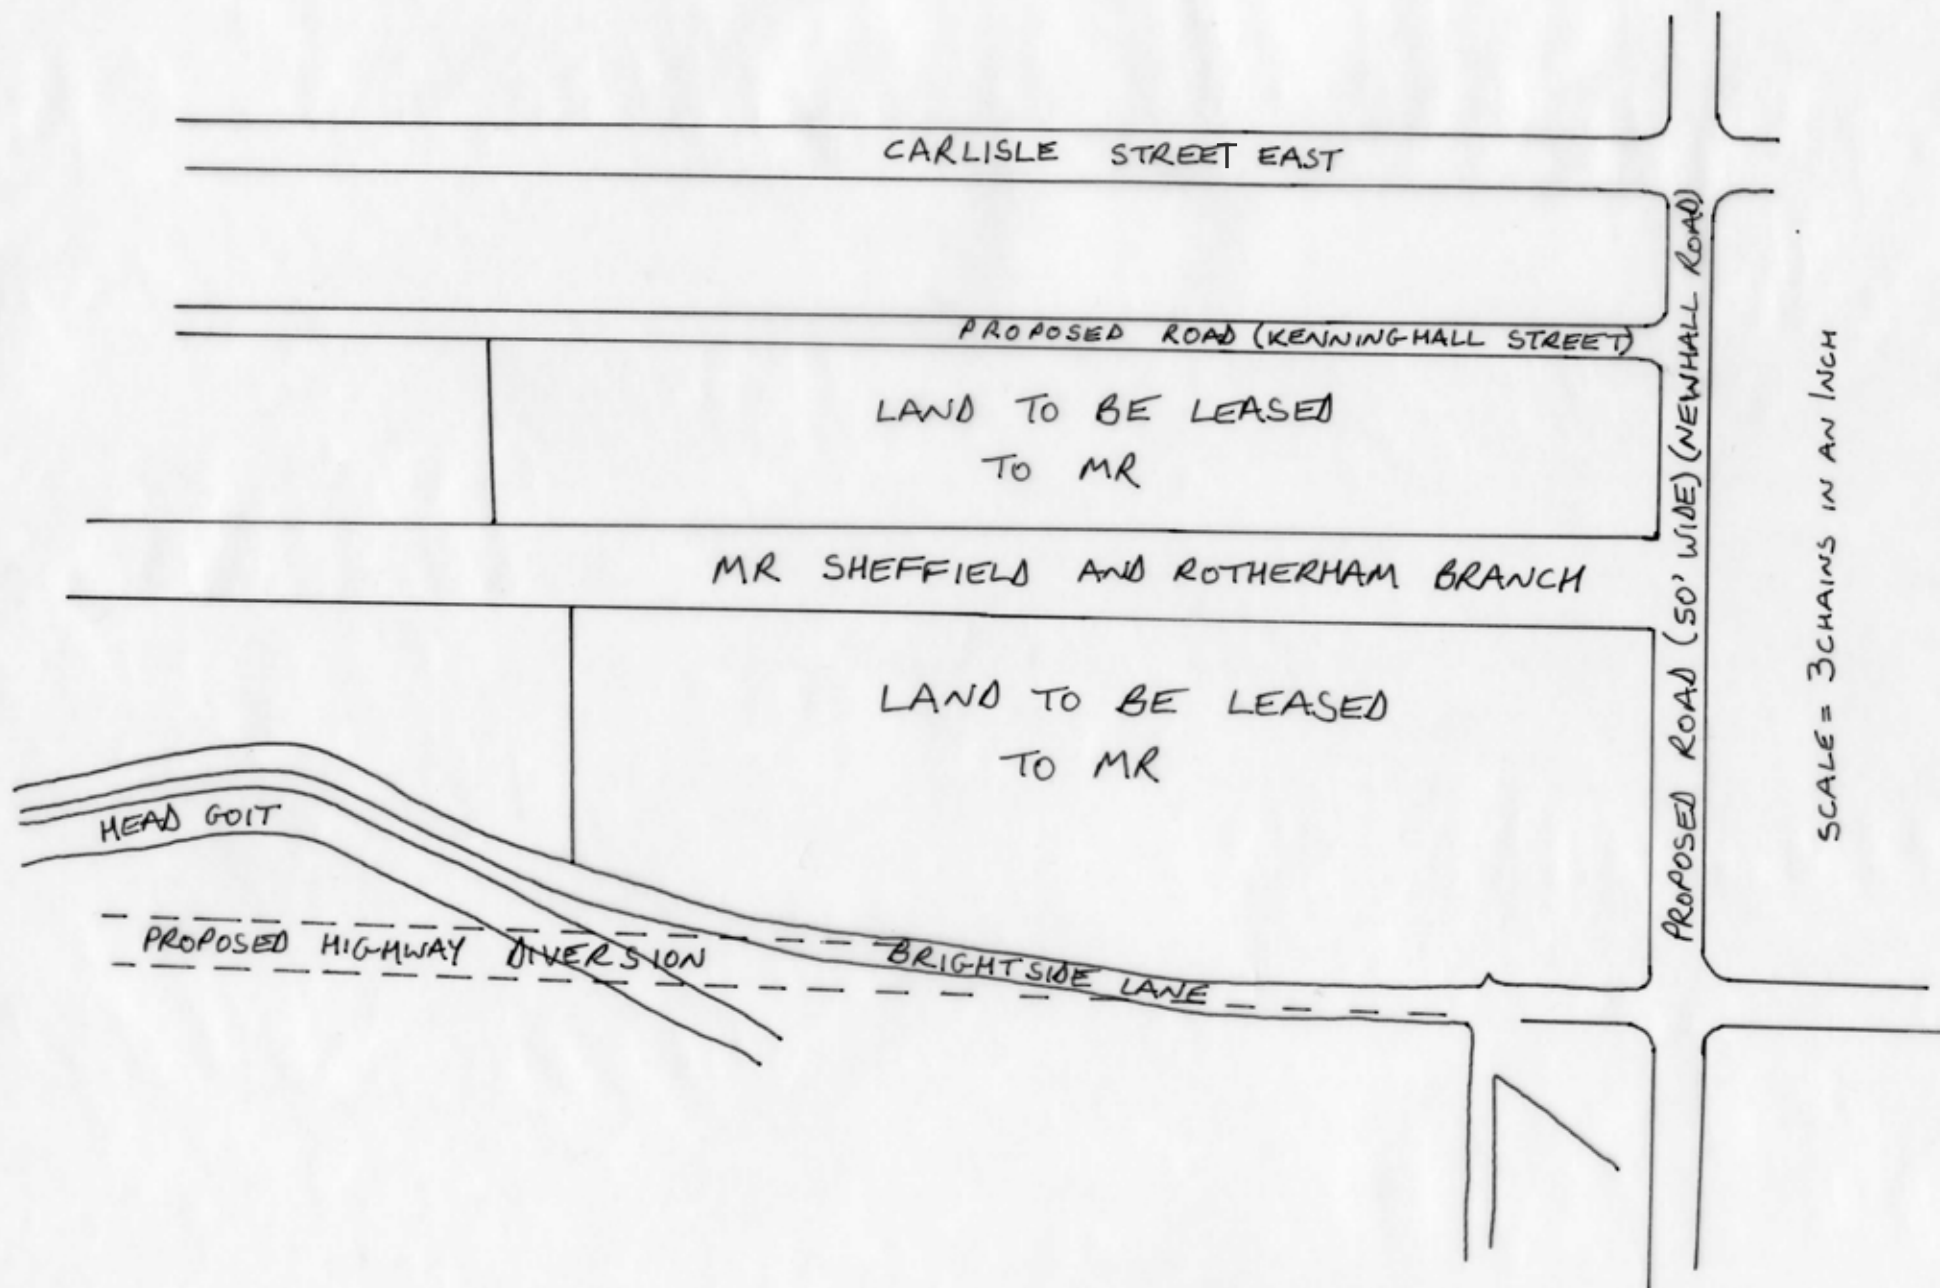 CARLISLE STREET EAST
PROPOSED ROAD (KENNINGHALL STREET)
LAND TO BE LEASED
TO MR
MR SHEFFIELD AND ROTHERHAM BRANCH
LAND TO BE LEASED
TO MR
HEAD GOIT
PROPOSED HIGHWAY DIVERSION
BRIGHTSIDE LANE
PROPOSED ROAD (50' WIDE) (NEWHALL ROAD)
SCALE = 3 CHAINS IN AN INCH